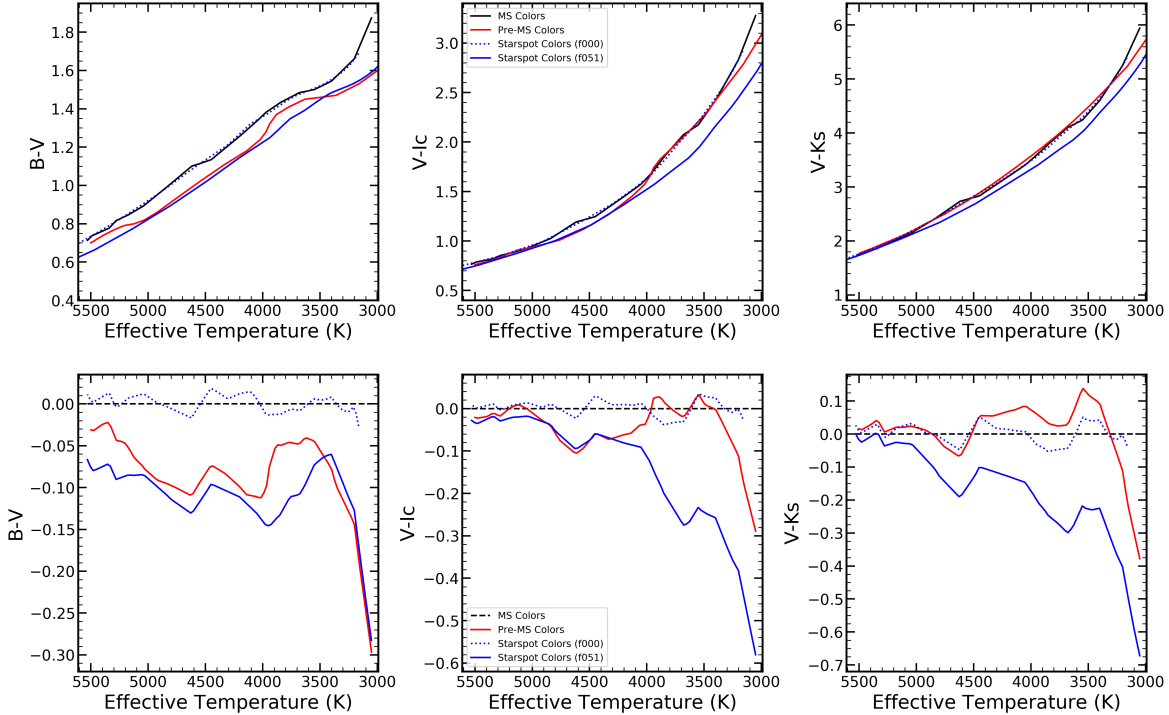 B-V
1.8
1.6
1.4
1.2
1.0
0.8
0.6
0.4
5500 5000 4500 4000 3500 3000
Effective Temperature (K)
V-Ic
3.0
2.5
2.0
1.5
1.0
0.5
MS Colors
Pre-MS Colors
Starspot Colors (f000)
Starspot Colors (f051)
5500 5000 4500 4000 3500 3000
Effective Temperature (K)
V-Ks
6
5
4
3
2
1
5500 5000 4500 4000 3500 3000
Effective Temperature (K)
B-V
0.00
−0.05
−0.10
−0.15
−0.20
−0.25
−0.30
5500 5000 4500 4000 3500 3000
Effective Temperature (K)
V-Ic
0.0
−0.1
−0.2
−0.3
−0.4
−0.5
−0.6
MS Colors
Pre-MS Colors
Starspot Colors (f000)
Starspot Colors (f051)
5500 5000 4500 4000 3500 3000
Effective Temperature (K)
V-Ks
0.1
0.0
−0.1
−0.2
−0.3
−0.4
−0.5
−0.6
−0.7
5500 5000 4500 4000 3500 3000
Effective Temperature (K)